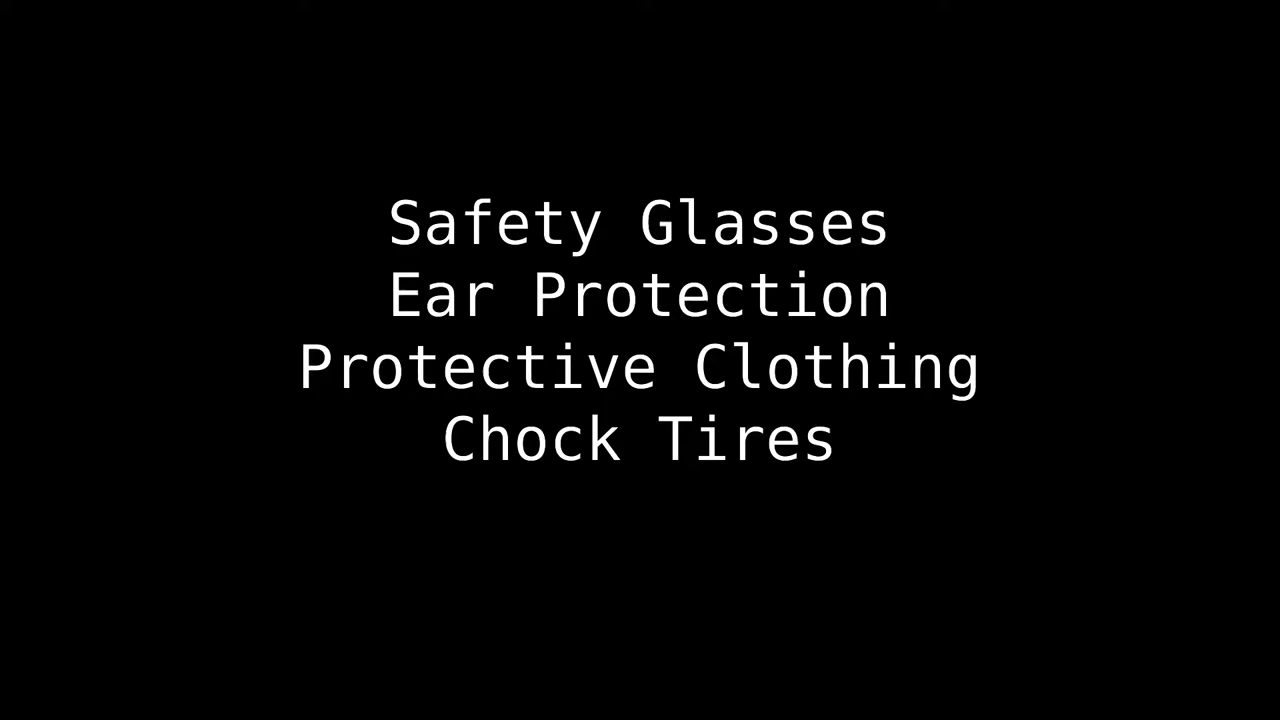 Safety Glasses
Ear Protection
Protective Clothing
Chock Tires